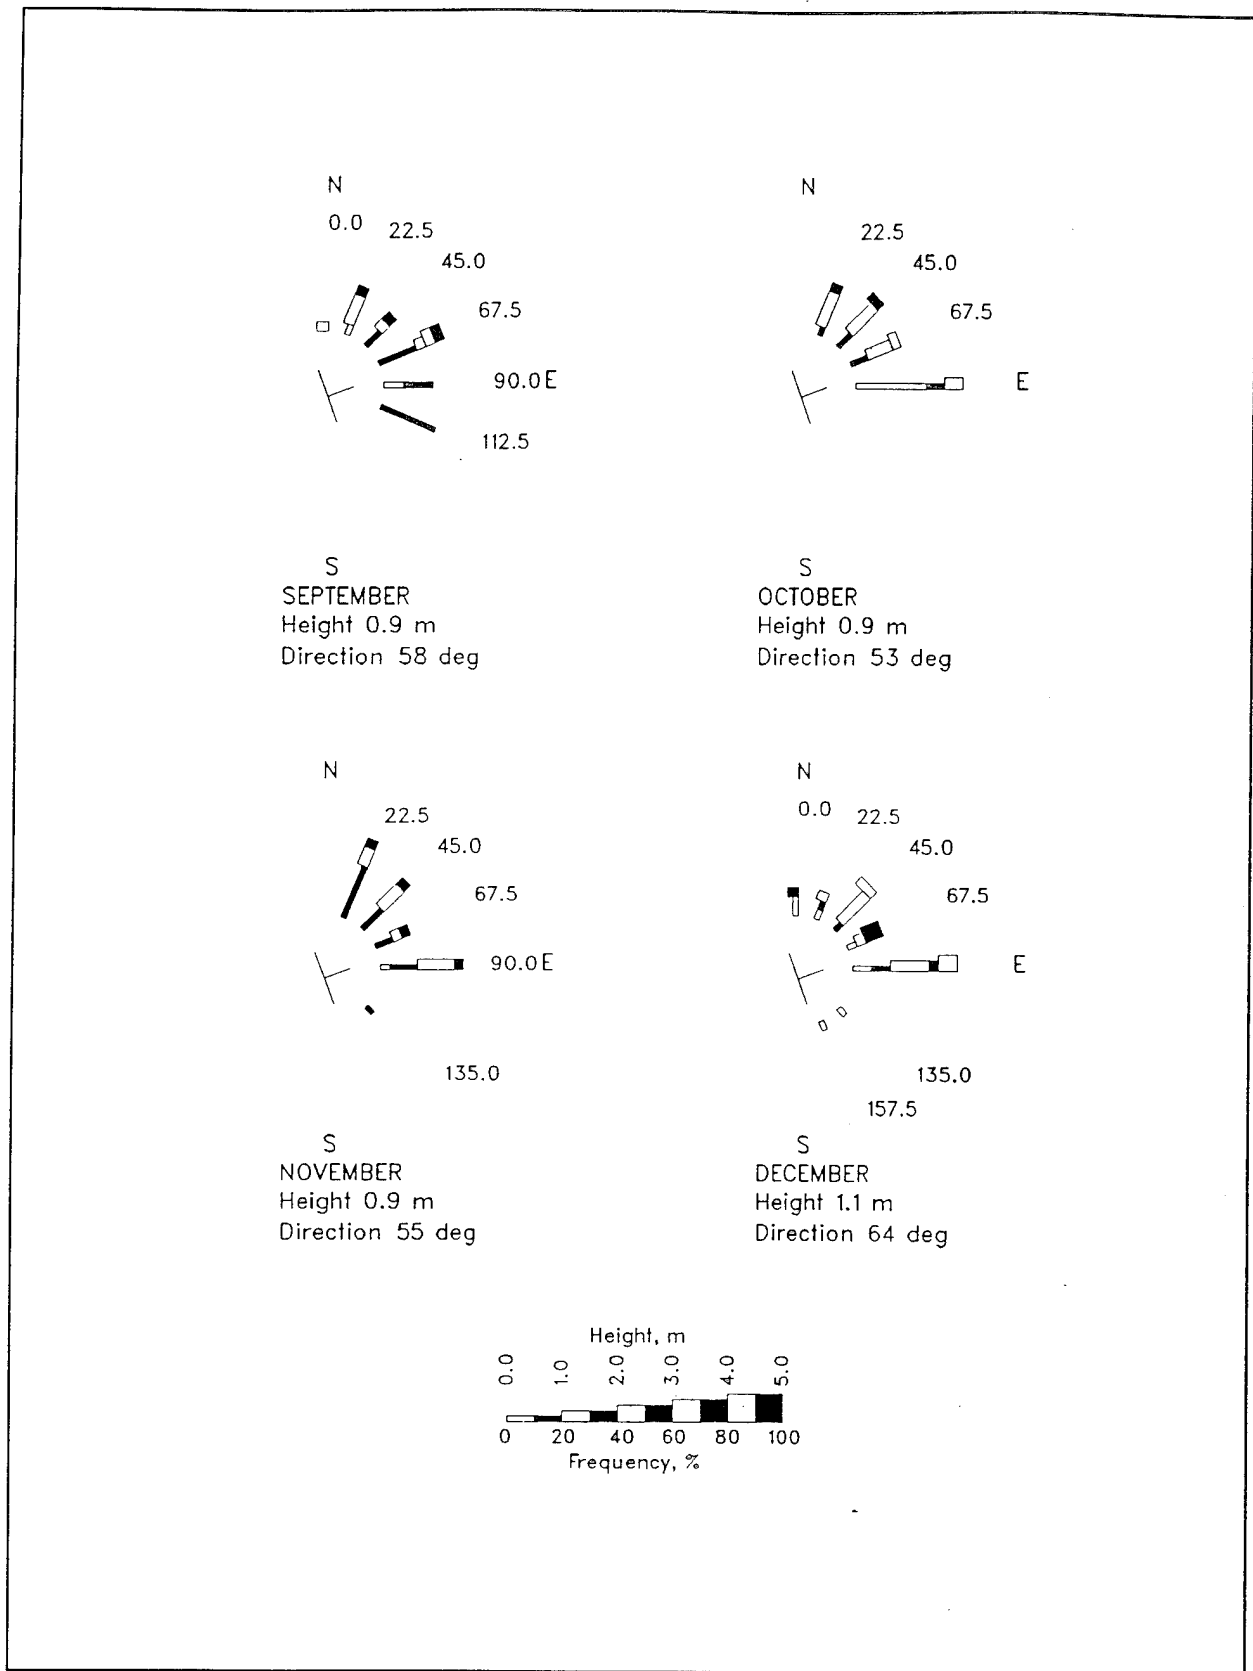 N
0.0
22.5
45.0
67.5
90.0E
112.5
S
SEPTEMBER
Height 0.9 m
Direction 58 deg
N
22.5
45.0
67.5
E
S
OCTOBER
Height 0.9 m
Direction 53 deg
N
22.5
45.0
67.5
90.0E
135.0
S
NOVEMBER
Height 0.9 m
Direction 55 deg
N
0.0
22.5
45.0
67.5
E
135.0
157.5
S
DECEMBER
Height 1.1 m
Direction 64 deg
Height, m
0.0 1.0 2.0 3.0 4.0 5.0
0 20 40 60 80 100
Frequency, %